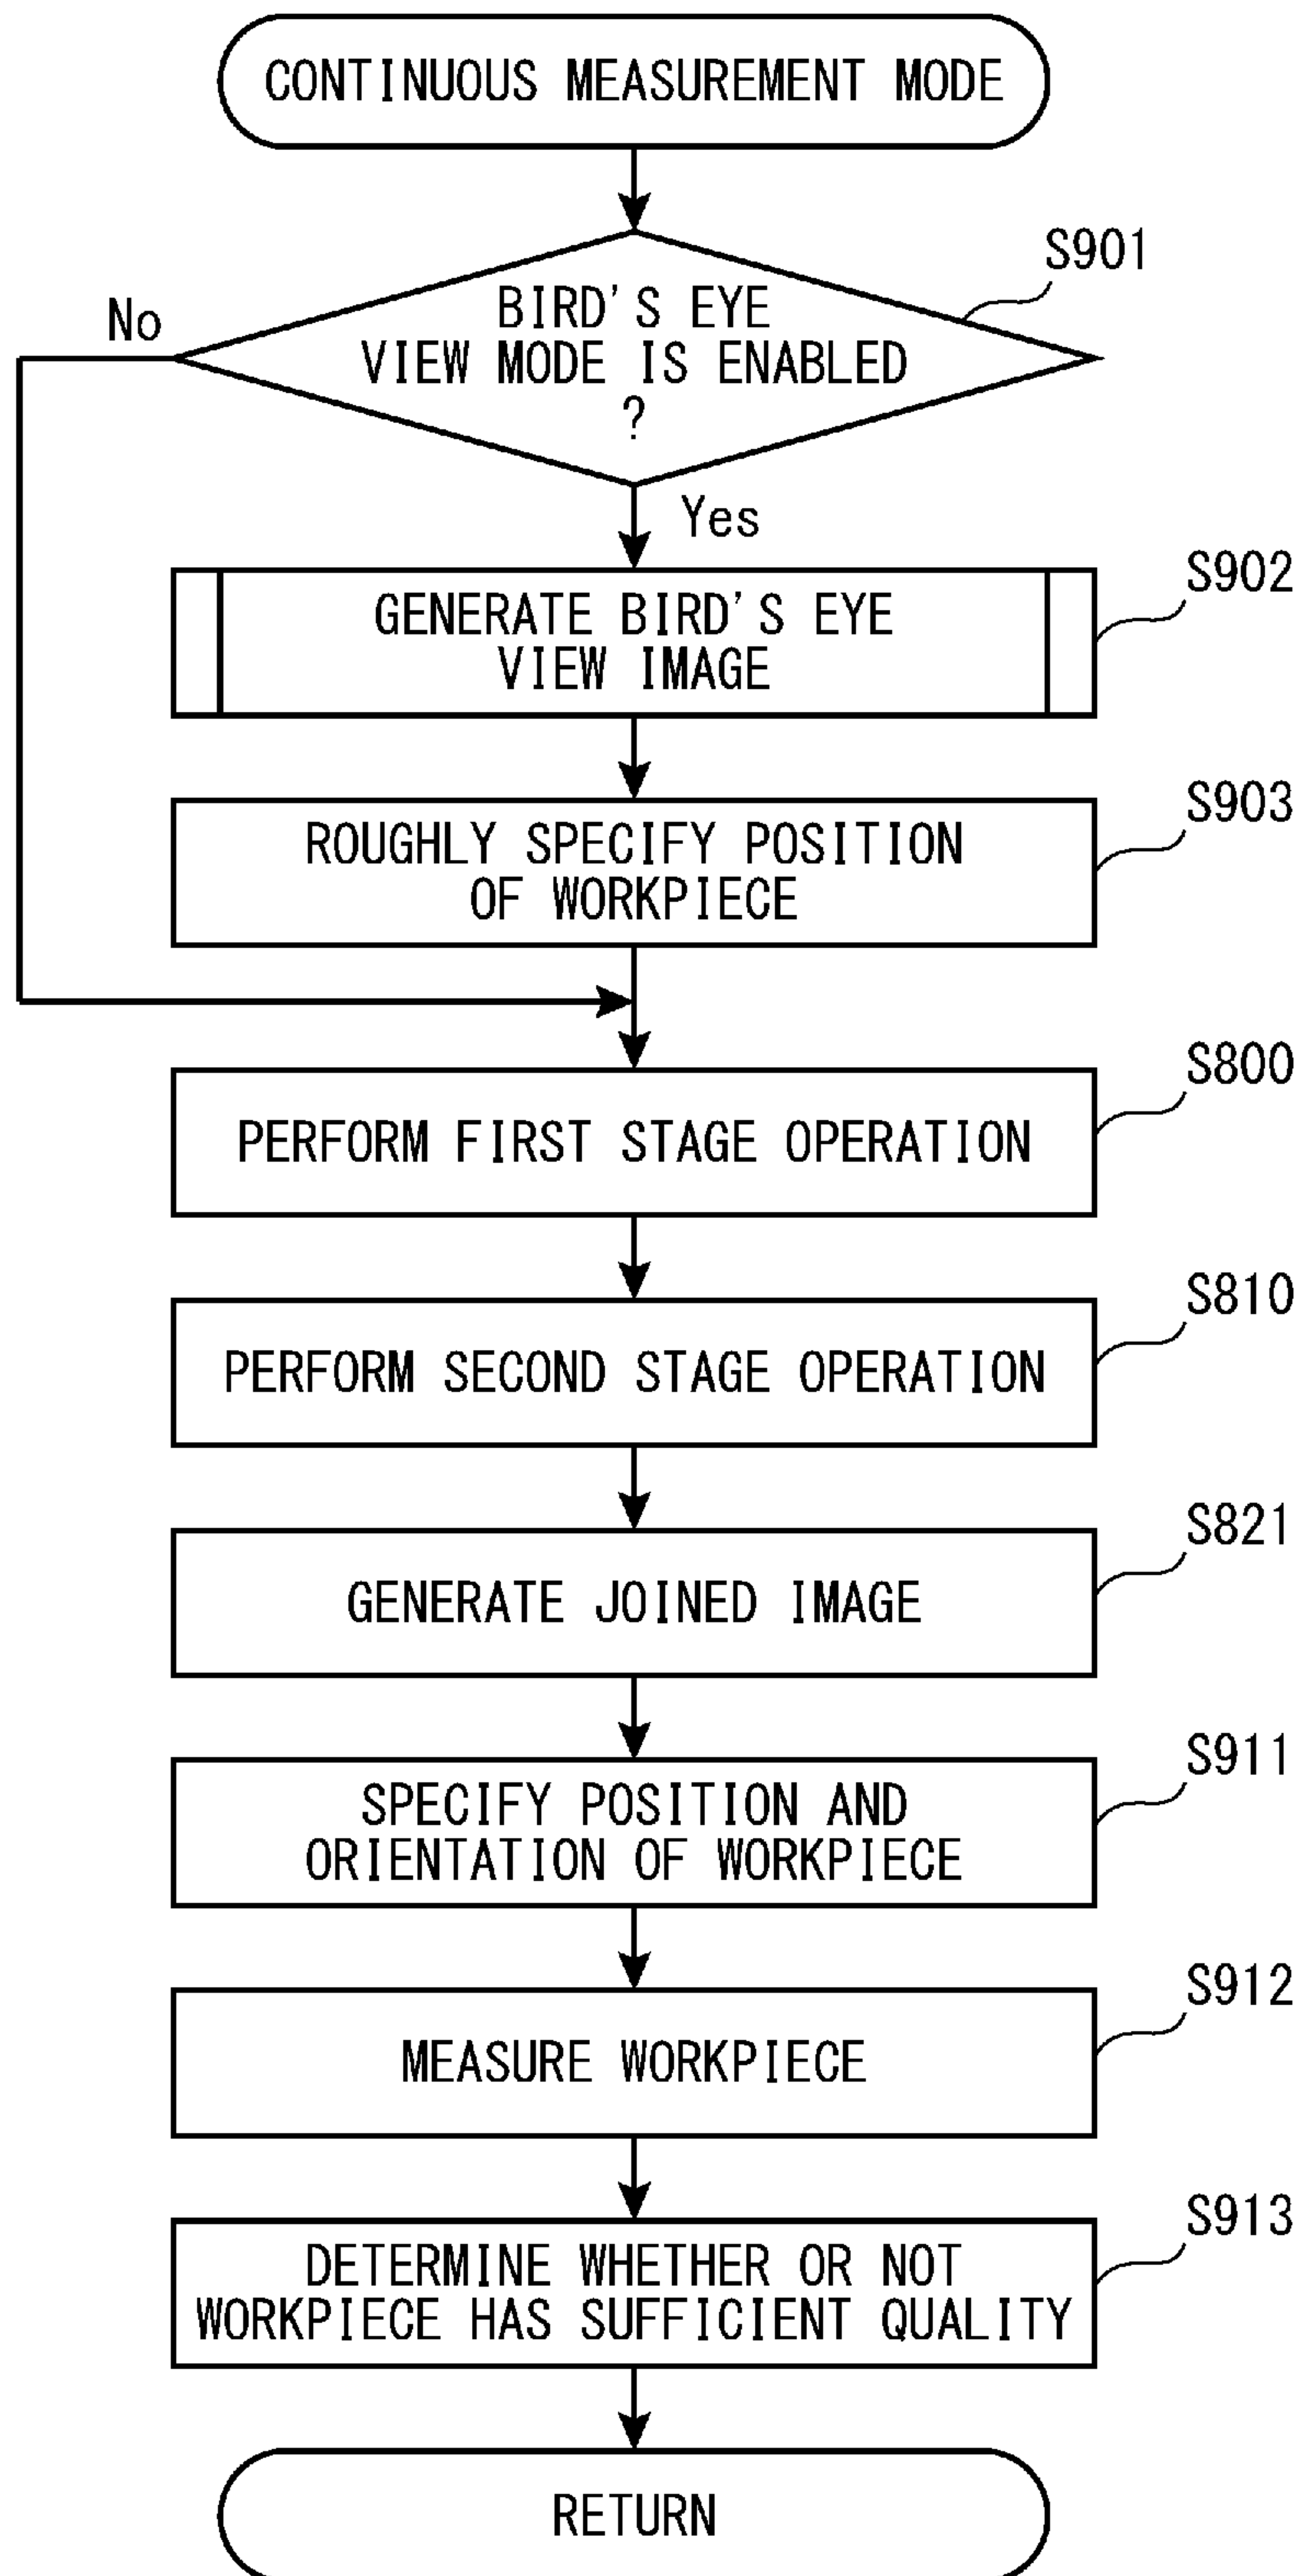 CONTINUOUS MEASUREMENT MODE
S901
BIRD'S EYE
VIEW MODE IS ENABLED
?
No
Yes
S902
GENERATE BIRD'S EYE
VIEW IMAGE
S903
ROUGHLY SPECIFY POSITION
OF WORKPIECE
S800
PERFORM FIRST STAGE OPERATION
S810
PERFORM SECOND STAGE OPERATION
S821
GENERATE JOINED IMAGE
S911
SPECIFY POSITION AND
ORIENTATION OF WORKPIECE
S912
MEASURE WORKPIECE
S913
DETERMINE WHETHER OR NOT
WORKPIECE HAS SUFFICIENT QUALITY
RETURN